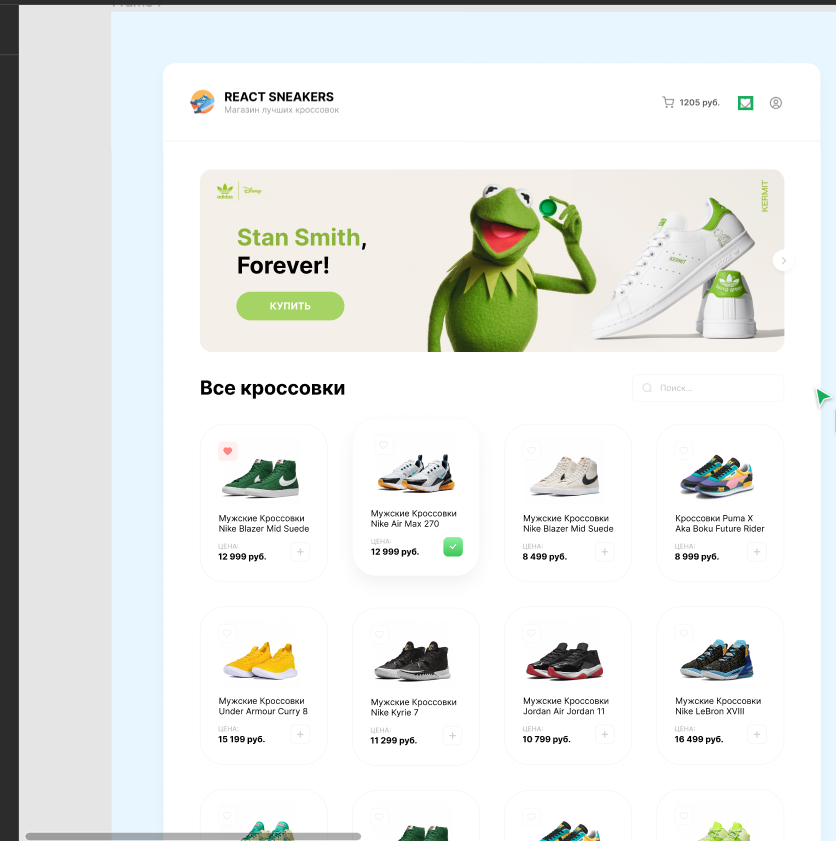 REACT SNEAKERS
Магазин лучших кроссовок
1205 руб.
adidas
Disney
KERMIT
Stan Smith,
Forever!
КУПИТЬ
KERMIT
Все кроссовки
Поиск...
Мужские Кроссовки
Nike Blazer Mid Suede
ЦЕНА:
12 999 руб.
Мужские Кроссовки
Nike Air Max 270
ЦЕНА:
12 999 руб.
Мужские Кроссовки
Nike Blazer Mid Suede
ЦЕНА:
8 499 руб.
Кроссовки Puma X
Aka Boku Future Rider
ЦЕНА:
8 999 руб.
Мужские Кроссовки
Under Armour Curry 8
ЦЕНА:
15 199 руб.
Мужские Кроссовки
Nike Kyrie 7
ЦЕНА:
11 299 руб.
Мужские Кроссовки
Jordan Air Jordan 11
ЦЕНА:
10 799 руб.
Мужские Кроссовки
Nike LeBron XVIII
ЦЕНА:
16 499 руб.